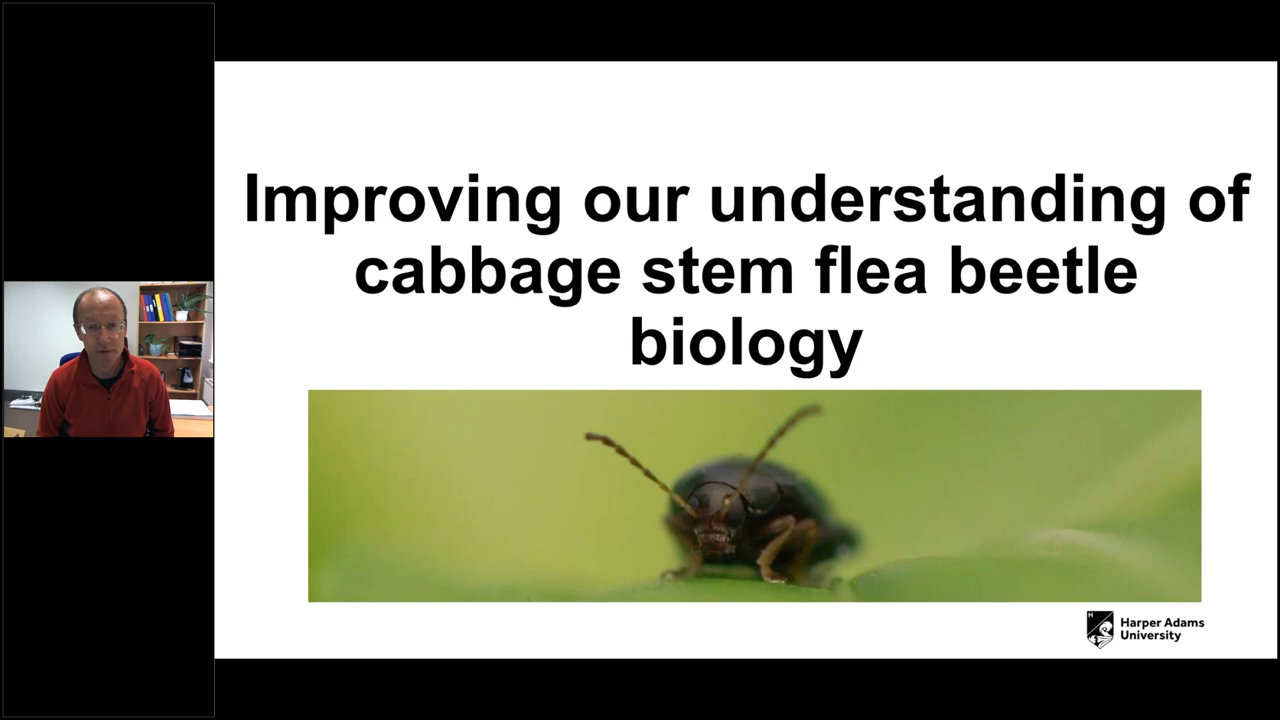 Improving our understanding of
cabbage stem flea beetle
biology
Harper Adams
University